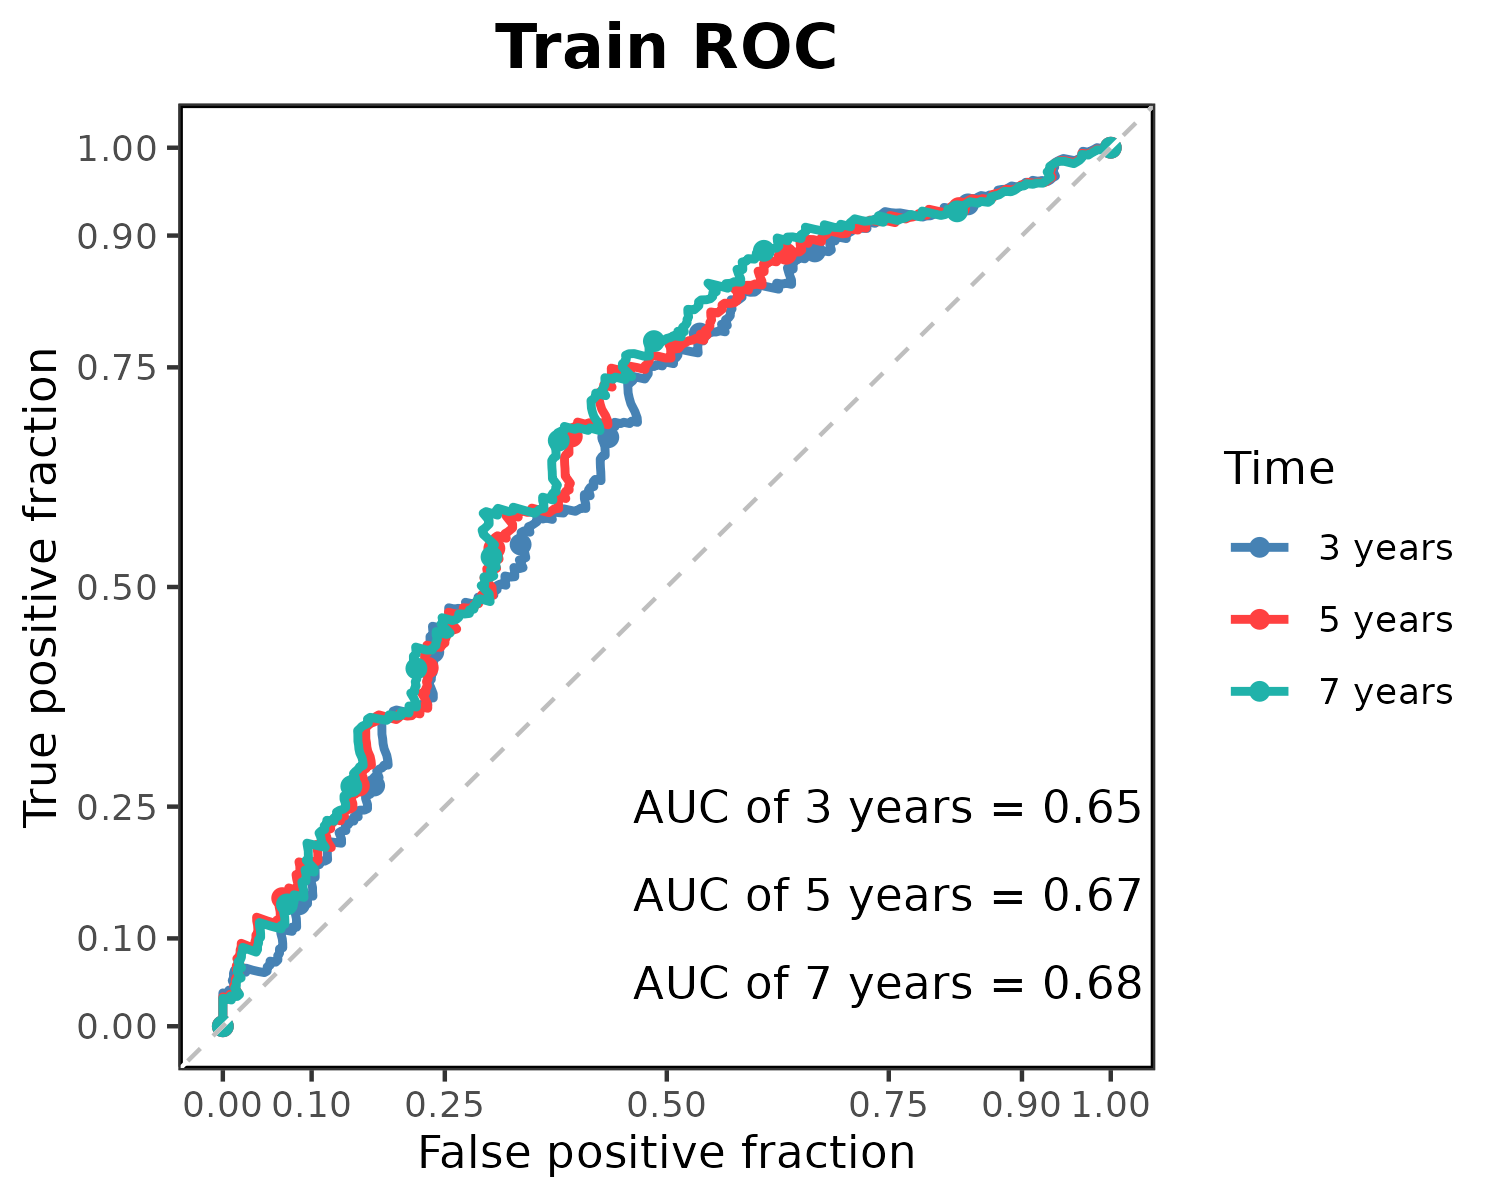 Train ROC
True positive fraction
1.00
0.90
0.75
0.50
0.25
0.10
0.00
AUC of 3 years = 0.65
AUC of 5 years = 0.67
AUC of 7 years = 0.68
0.00 0.10 0.25 0.50 0.75 0.90 1.00
False positive fraction
Time
3 years
5 years
7 years